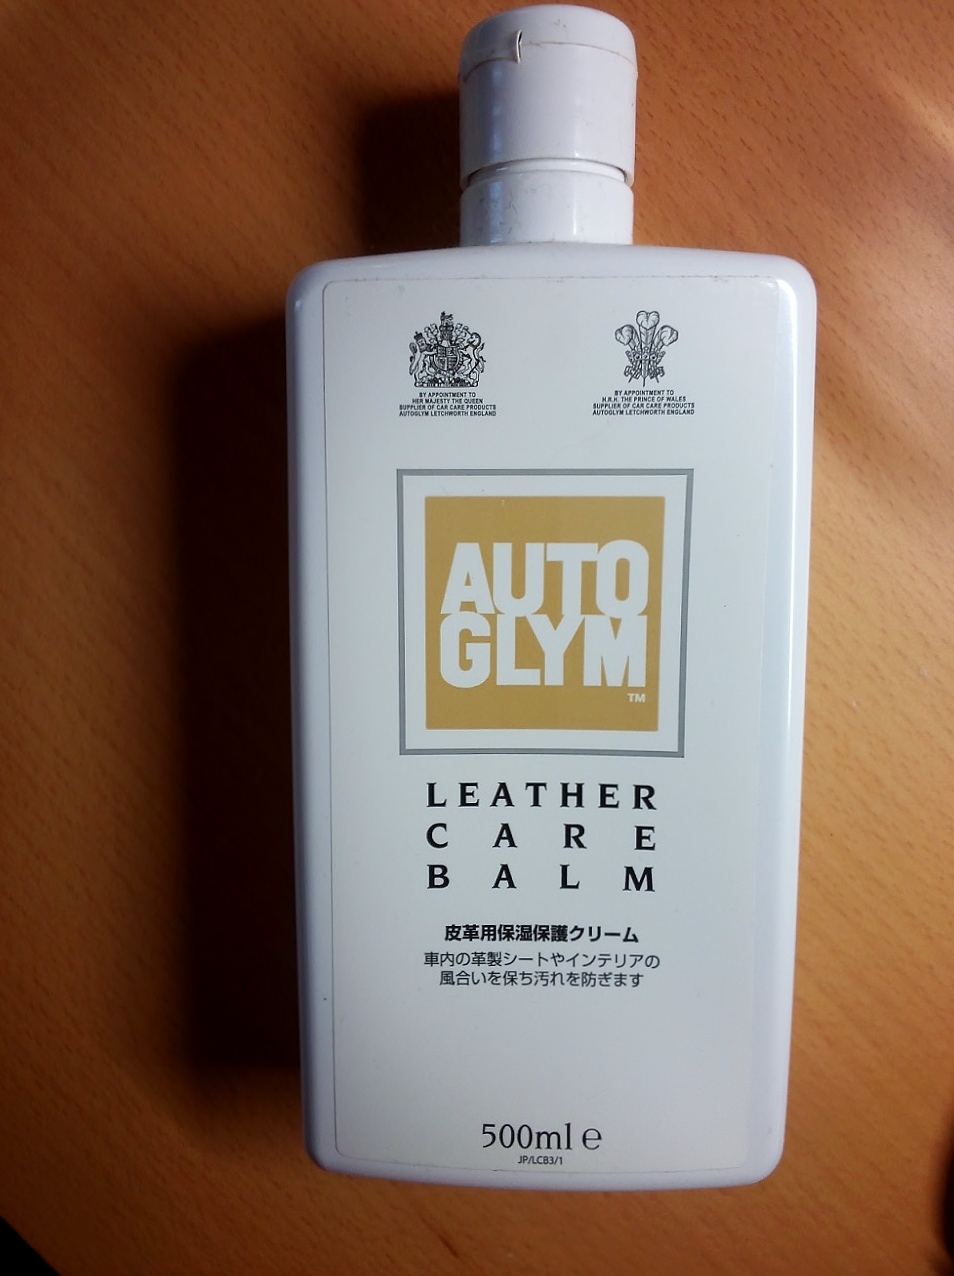 BY APPOINTMENT TO
HER MAJESTY THE QUEEN
SUPPLIER OF CAR CARE PRODUCTS
AUTOGLYM LETCHWORTH ENGLAND
BY APPOINTMENT TO
H.R.H. THE PRINCE OF WALES
SUPPLIER OF CAR CARE PRODUCTS
AUTOGLYM LETCHWORTH ENGLAND
AUTO
GLYM
TM
LEATHER
CARE
BALM
皮革用保湿保護クリーム
車内の革製シートやインテリアの
風合いを保ち汚れを防ぎます
500ml ℮
JP/LCB3/1